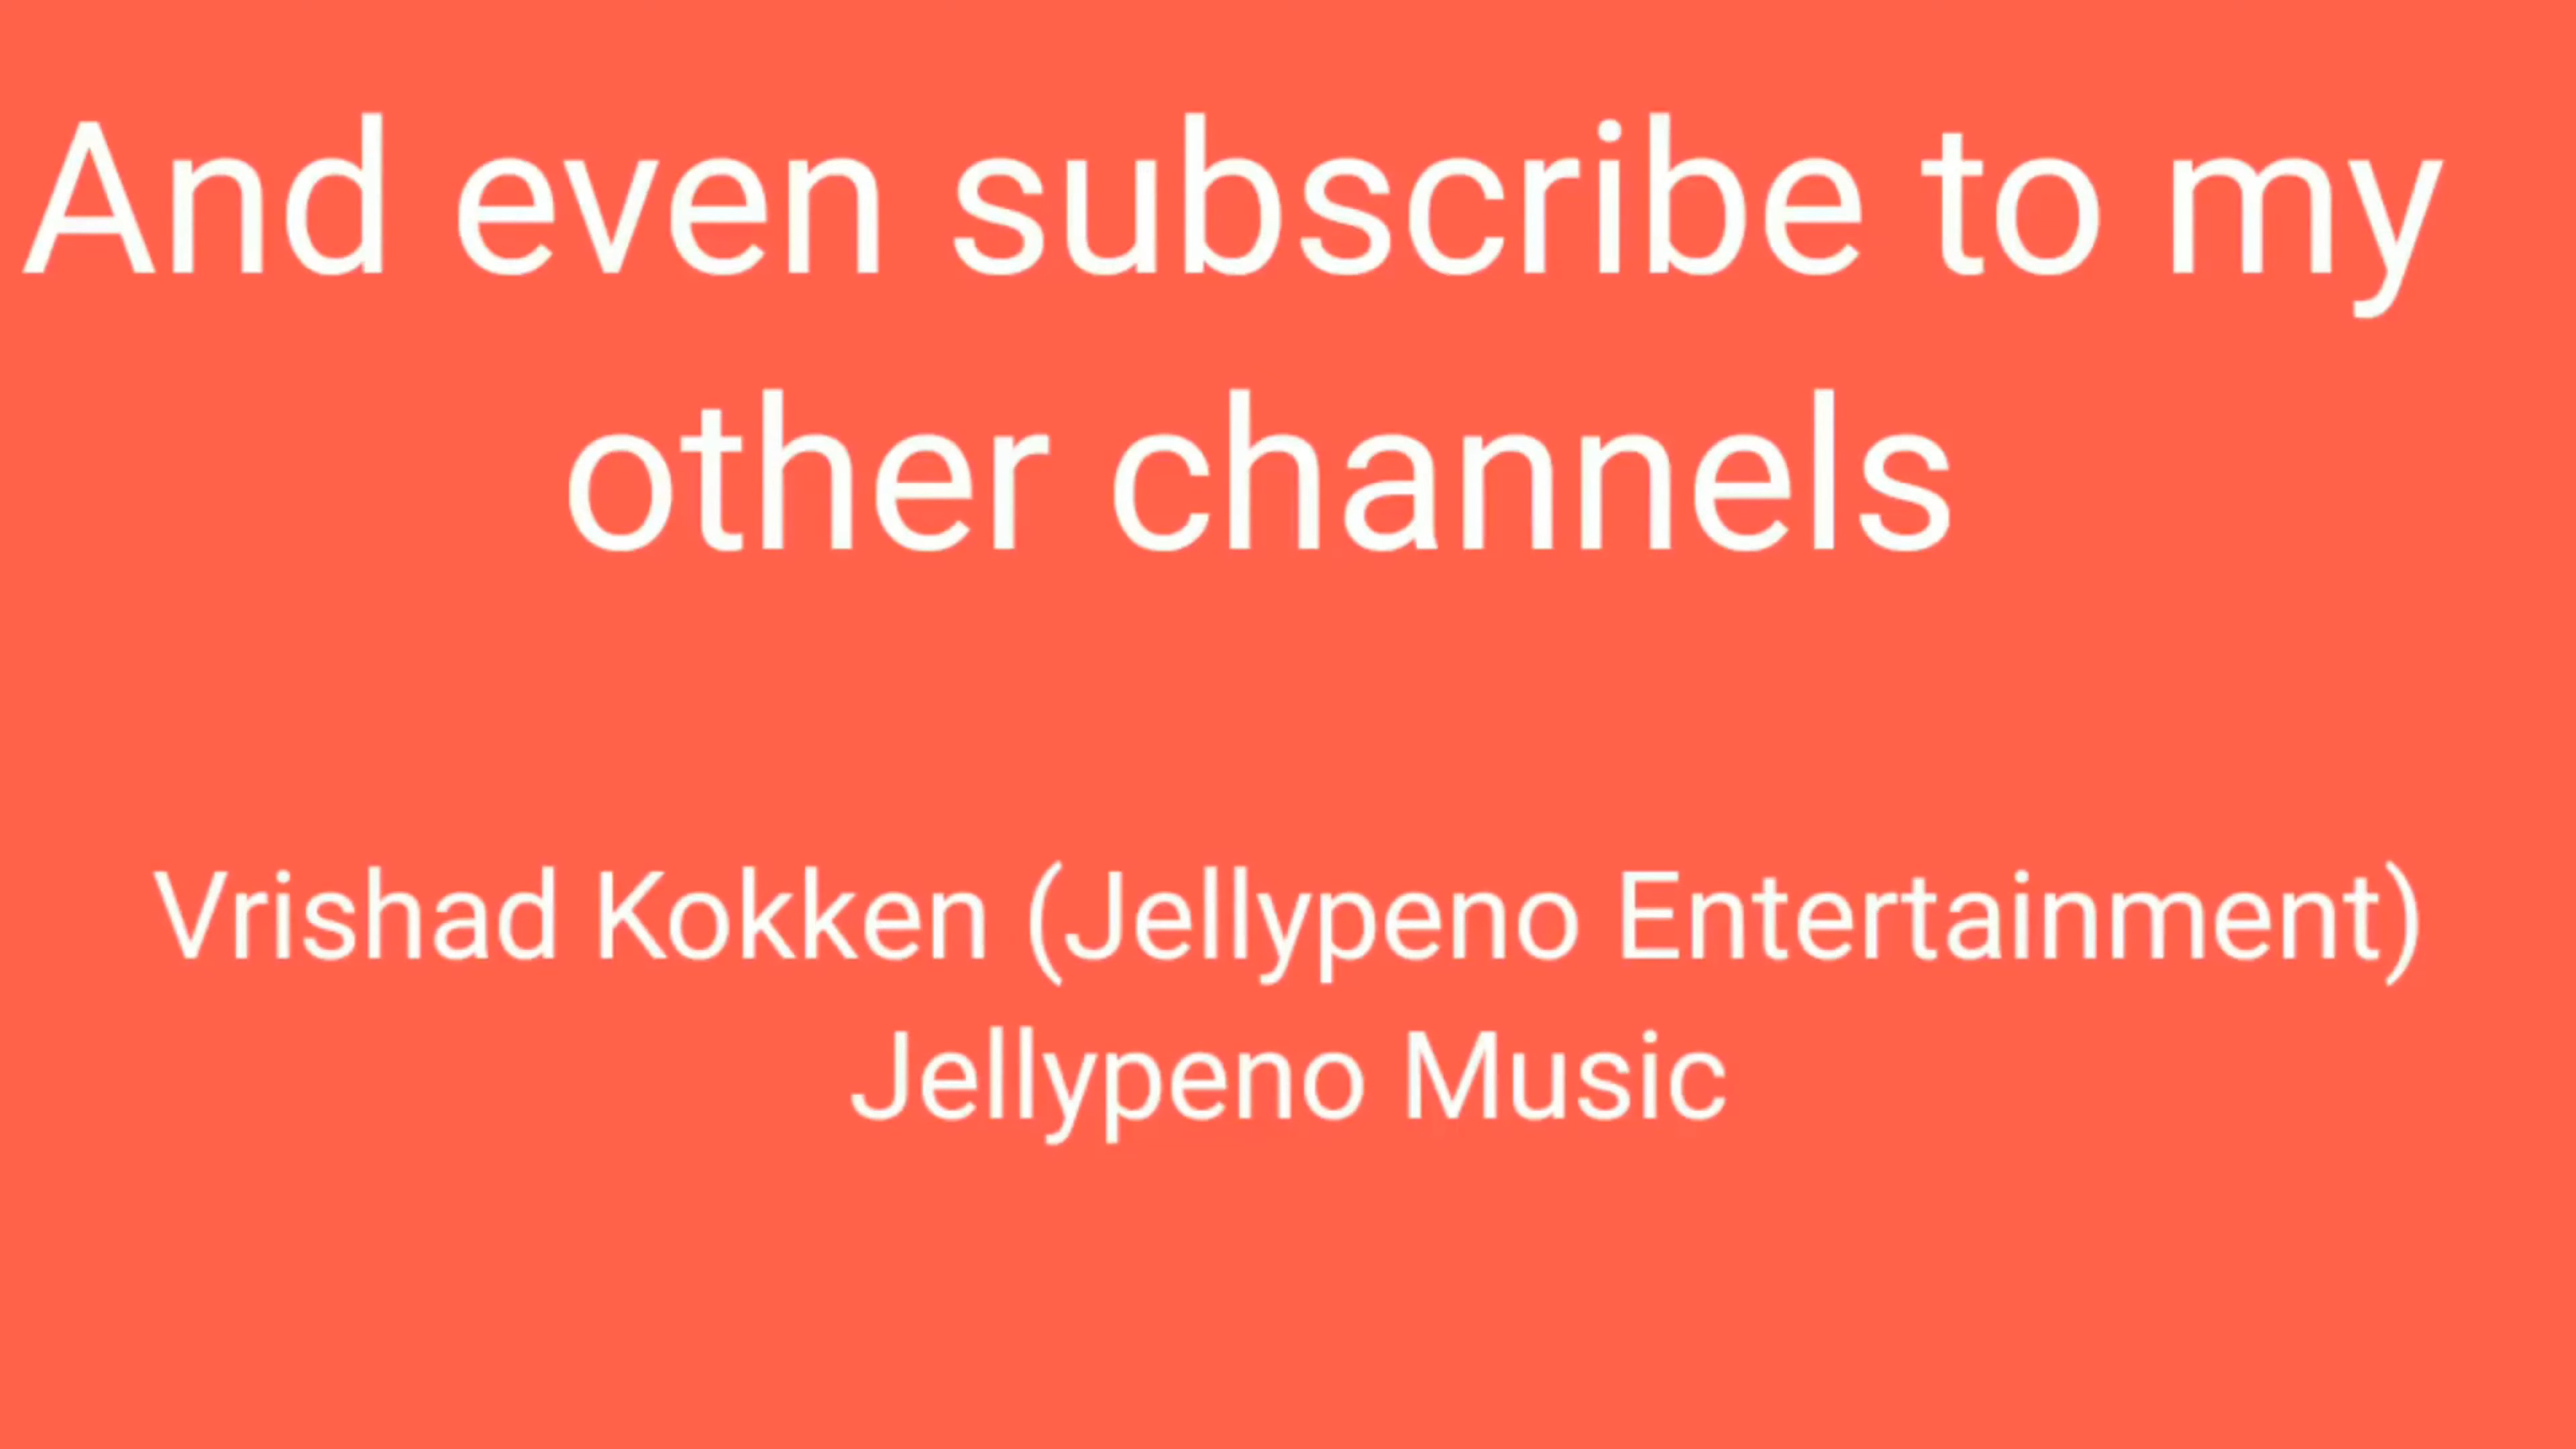 And even subscribe to my
other channels
Vrishad Kokken (Jellypeno Entertainment)
Jellypeno Music